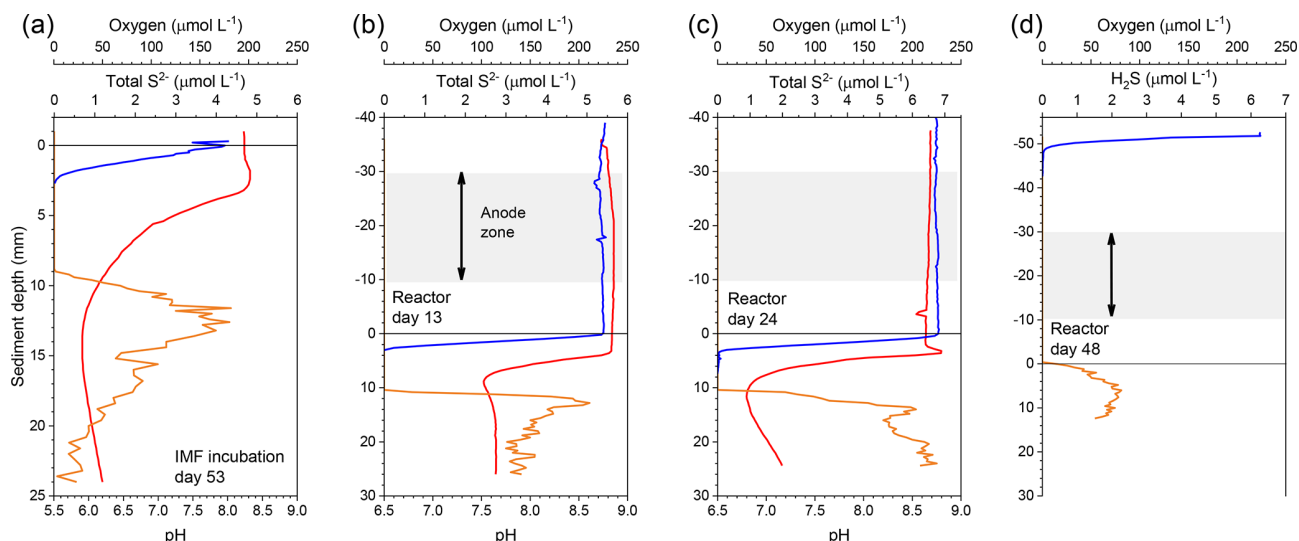 (a)
Oxygen (μmol L⁻¹)
0 50 100 150 200 250
Total S²⁻ (μmol L⁻¹)
0 1 2 3 4 5 6
0
5
10
15
20
25
Sediment depth (mm)
IMF incubation
day 53
5.5 6.0 6.5 7.0 7.5 8.0 8.5 9.0
pH
(b)
Oxygen (μmol L⁻¹)
0 50 100 150 200 250
Total S²⁻ (μmol L⁻¹)
0 1 2 3 4 5 6
-40
-30
-20
-10
0
10
20
30
Anode
zone
Reactor
day 13
6.0 6.5 7.0 7.5 8.0 8.5 9.0
pH
(c)
Oxygen (μmol L⁻¹)
0 50 100 150 200 250
Total S²⁻ (μmol L⁻¹)
0 1 2 3 4 5 6 7
-40
-30
-20
-10
0
10
20
30
Reactor
day 24
6.0 6.5 7.0 7.5 8.0 8.5 9.0
pH
(d)
Oxygen (μmol L⁻¹)
0 50 100 150 200 250
H₂S (μmol L⁻¹)
0 1 2 3 4 5 6 7
-50
-40
-30
-20
-10
0
10
20
30
Reactor
day 48